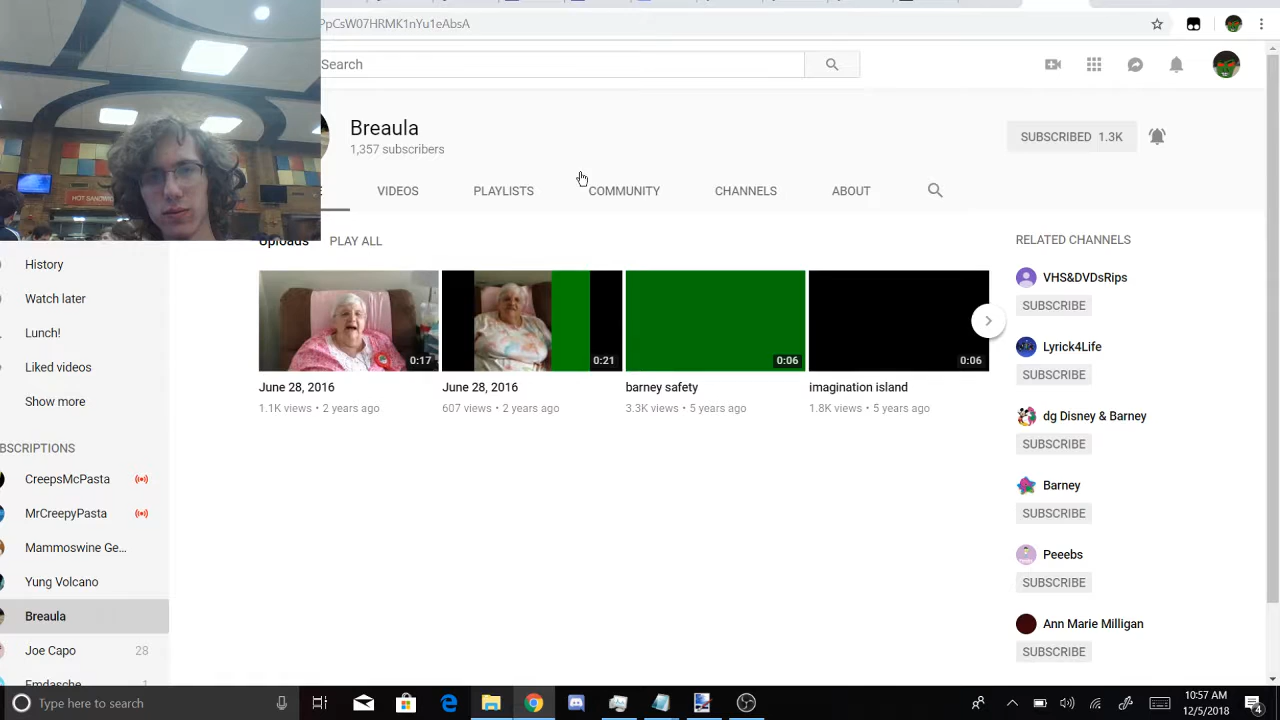 PpCsW07HRMK1nYu1eAbsA
Search
HOT SANDWI
Breaula
1,357 subscribers
SUBSCRIBED 1.3K
VIDEOS PLAYLISTS COMMUNITY CHANNELS ABOUT
Uploads PLAY ALL
0:17
June 28, 2016
1.1K views • 2 years ago
0:21
June 28, 2016
607 views • 2 years ago
0:06
barney safety
3.3K views • 5 years ago
0:06
imagination island
1.8K views • 5 years ago
RELATED CHANNELS
VHS&DVDsRips
SUBSCRIBE
Lyrick4Life
SUBSCRIBE
dg Disney & Barney
SUBSCRIBE
Barney
SUBSCRIBE
Peeebs
SUBSCRIBE
Ann Marie Milligan
SUBSCRIBE
History
Watch later
Lunch!
Liked videos
Show more
BSCRIPTIONS
CreepsMcPasta
MrCreepyPasta
Mammoswine Ge...
Yung Volcano
Breaula
Joe Capo 28
Emdasche 1
Type here to search
10:57 AM
12/5/2018
4